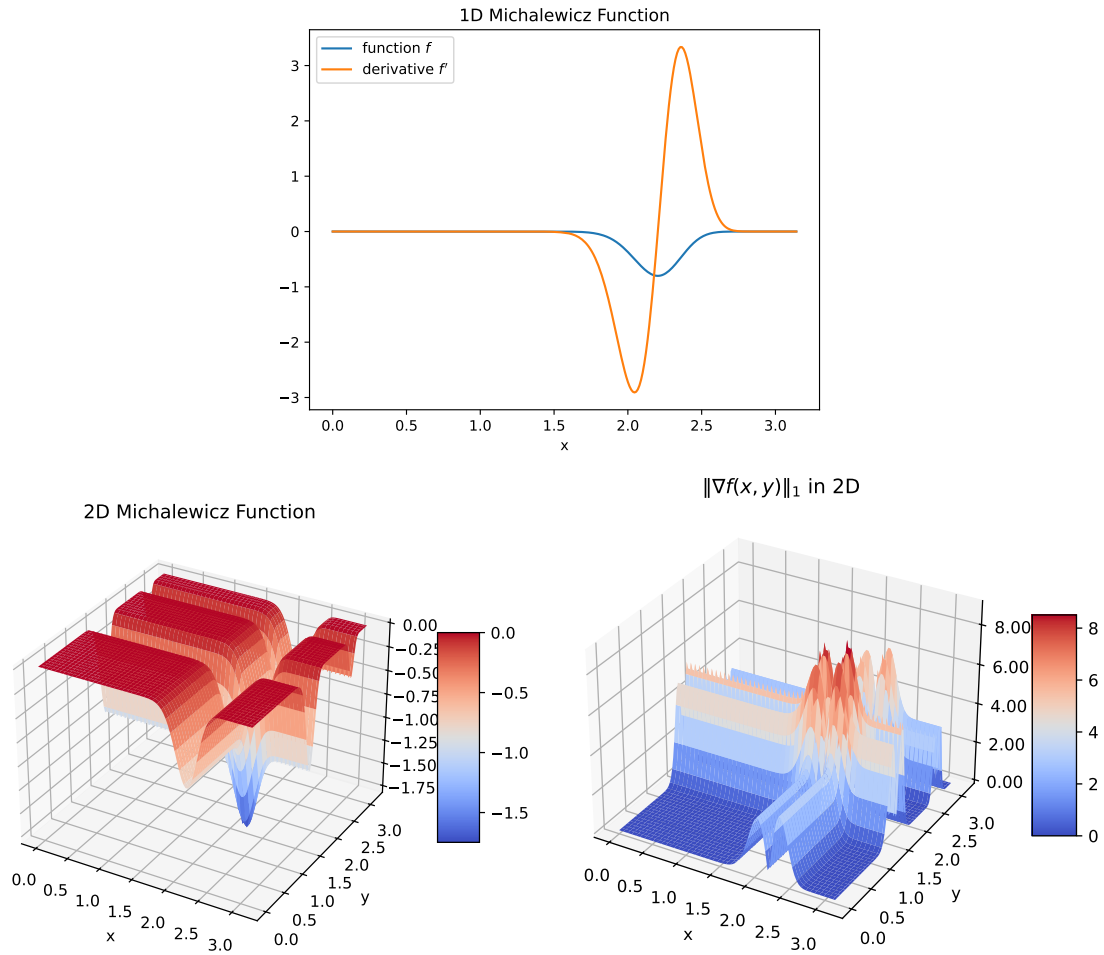 1D Michalewicz Function
function f
derivative f′
3
2
1
0
−1
−2
−3
0.0 0.5 1.0 1.5 2.0 2.5 3.0
x
‖∇f(x, y)‖₁ in 2D
2D Michalewicz Function
0.00
−0.25
−0.50
−0.75
−1.00
−1.25
−1.50
−1.75
0.0
−0.5
−1.0
−1.5
0.0 0.5 1.0 1.5 2.0 2.5 3.0
x
0.0 0.5 1.0 1.5 2.0 2.5 3.0
y
8.00
6.00
4.00
2.00
0.00
8
6
4
2
0
0.0 0.5 1.0 1.5 2.0 2.5 3.0
x
0.0 0.5 1.0 1.5 2.0 2.5 3.0
y